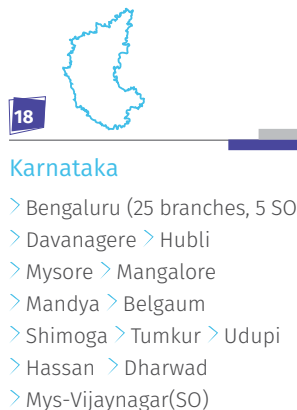 18
Karnataka
> Bengaluru (25 branches, 5 SO
> Davanagere > Hubli
> Mysore > Mangalore
> Mandya > Belgaum
> Shimoga > Tumkur > Udupi
> Hassan > Dharwad
> Mys-Vijaynagar(SO)